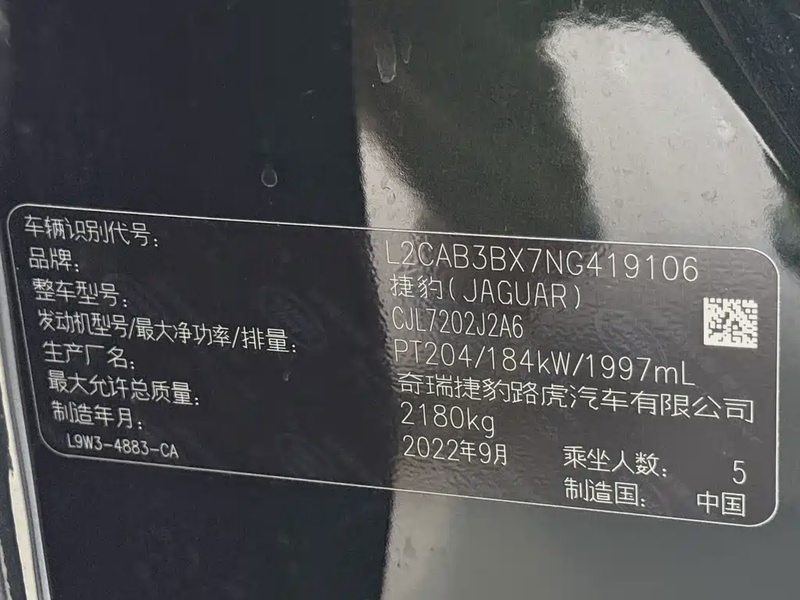 车辆识别代号: L2CAB3BX7NG419106
品牌: 捷豹(JAGUAR)
整车型号: CJL7202J2A6
发动机型号/最大净功率/排量: PT204/184kW/1997mL
生产厂名: 奇瑞捷豹路虎汽车有限公司
最大允许总质量: 2180kg
制造年月: 2022年9月 乘坐人数: 5
L9W3-4883-CA 制造国: 中国